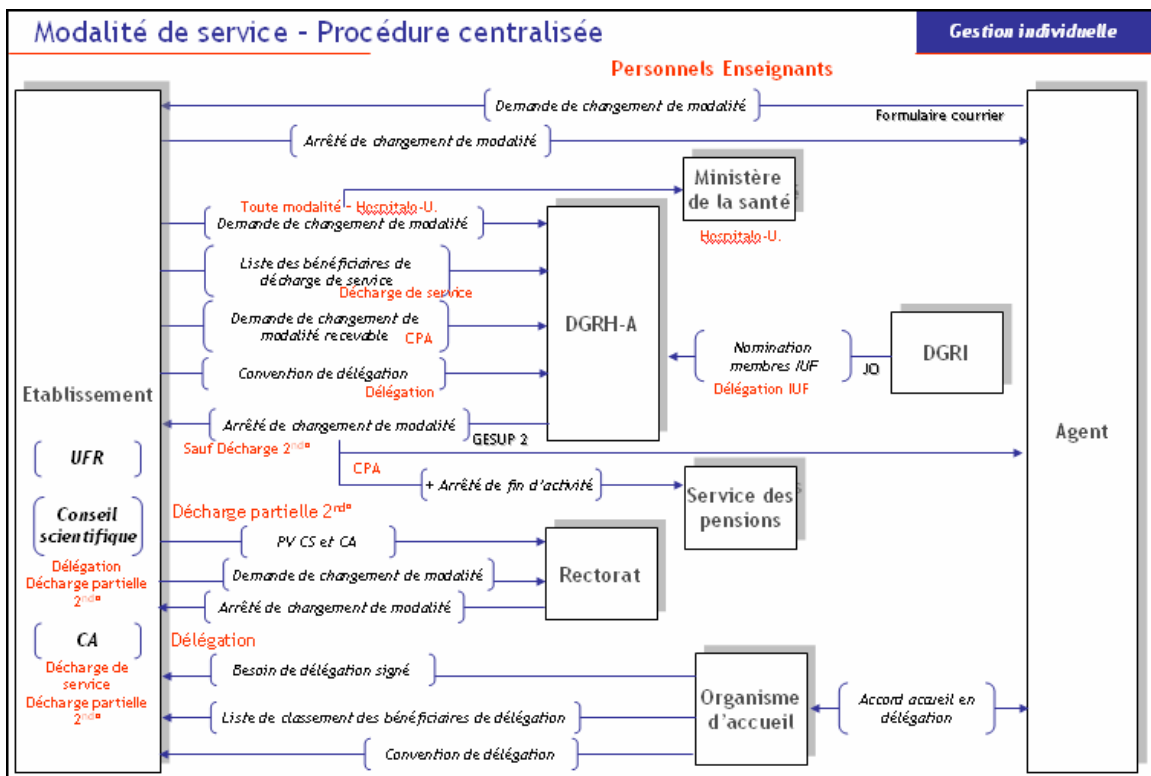 Modalité de service - Procédure centralisée
Gestion individuelle
Personnels Enseignants
Demande de changement de modalité
Formulaire courrier
Arrêté de changement de modalité
Ministère
de la santé
Hospitalo-U.
Toute modalité - Hospitalo-U.
Demande de changement de modalité
Liste des bénéficiaires de
décharge de service
Décharge de service
Demande de changement de
modalité recevable
CPA
Convention de délégation
Délégation
DGRH-A
Nomination
membres IUF
Délégation IUF
JO
DGRI
Etablissement
Agent
Arrêté de changement de modalité
GESUP 2
Sauf Décharge 2nd°
CPA
+ Arrêté de fin d'activité
Service des
pensions
UFR
Conseil
scientifique
Délégation
Décharge partielle
2nd°
CA
Décharge de
service
Décharge partielle
2nd°
Décharge partielle 2nd°
PV CS et CA
Demande de changement de modalité
Arrêté de changement de modalité
Rectorat
Délégation
Besoin de délégation signé
Liste de classement des bénéficiaires de délégation
Convention de délégation
Organisme
d'accueil
Accord accueil en
délégation